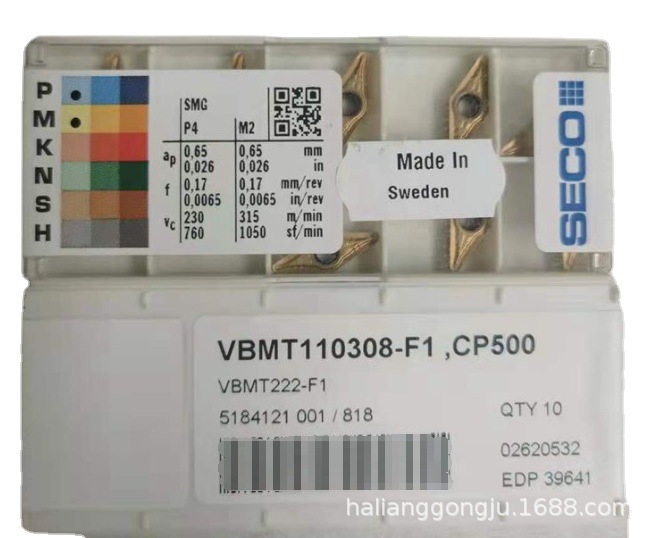 P
M
K
N
S
H
SMG
P4 M2
ap 0,65 0,65 mm
0,026 0,026 in
f 0,17 0,17 mm/rev
0,0065 0,0065 in/rev
vc 230 315 m/min
760 1050 sf/min
Made In
Sweden
SECO
VBMT110308-F1 ,CP500
VBMT222-F1
5184121 001 / 818
QTY 10
02620532
EDP 39641
halianggongju.1688.com